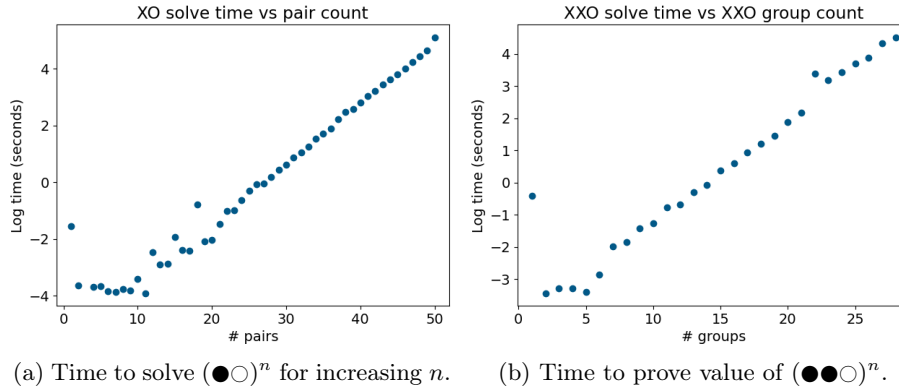 XO solve time vs pair count
Log time (seconds)
4
2
0
−2
−4
0 10 20 30 40 50
# pairs
(a) Time to solve (●○)ⁿ for increasing n.
XXO solve time vs XXO group count
Log time (seconds)
4
3
2
1
0
−1
−2
−3
0 5 10 15 20 25
# groups
(b) Time to prove value of (●●○)ⁿ.